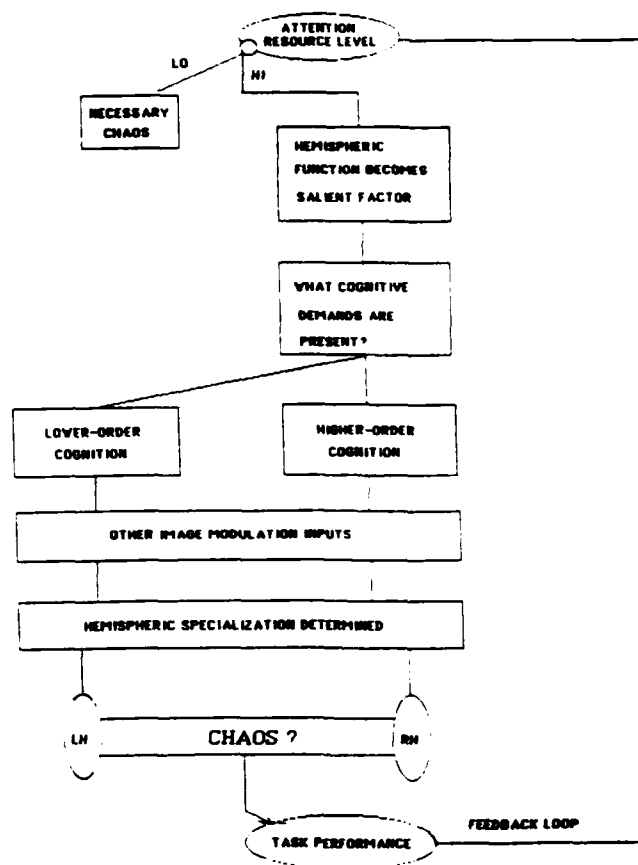 ATTENTION
RESOURCE LEVEL
LO
HI
NECESSARY
CHAOS
HEMISPHERIC
FUNCTION BECOMES
SALIENT FACTOR
WHAT COGNITIVE
DEMANDS ARE
PRESENT?
LOWER-ORDER
COGNITION
HIGHER-ORDER
COGNITION
OTHER IMAGE MODULATION INPUTS
HEMISPHERIC SPECIALIZATION DETERMINED
LH
CHAOS ?
RH
FEEDBACK LOOP
TASK PERFORMANCE